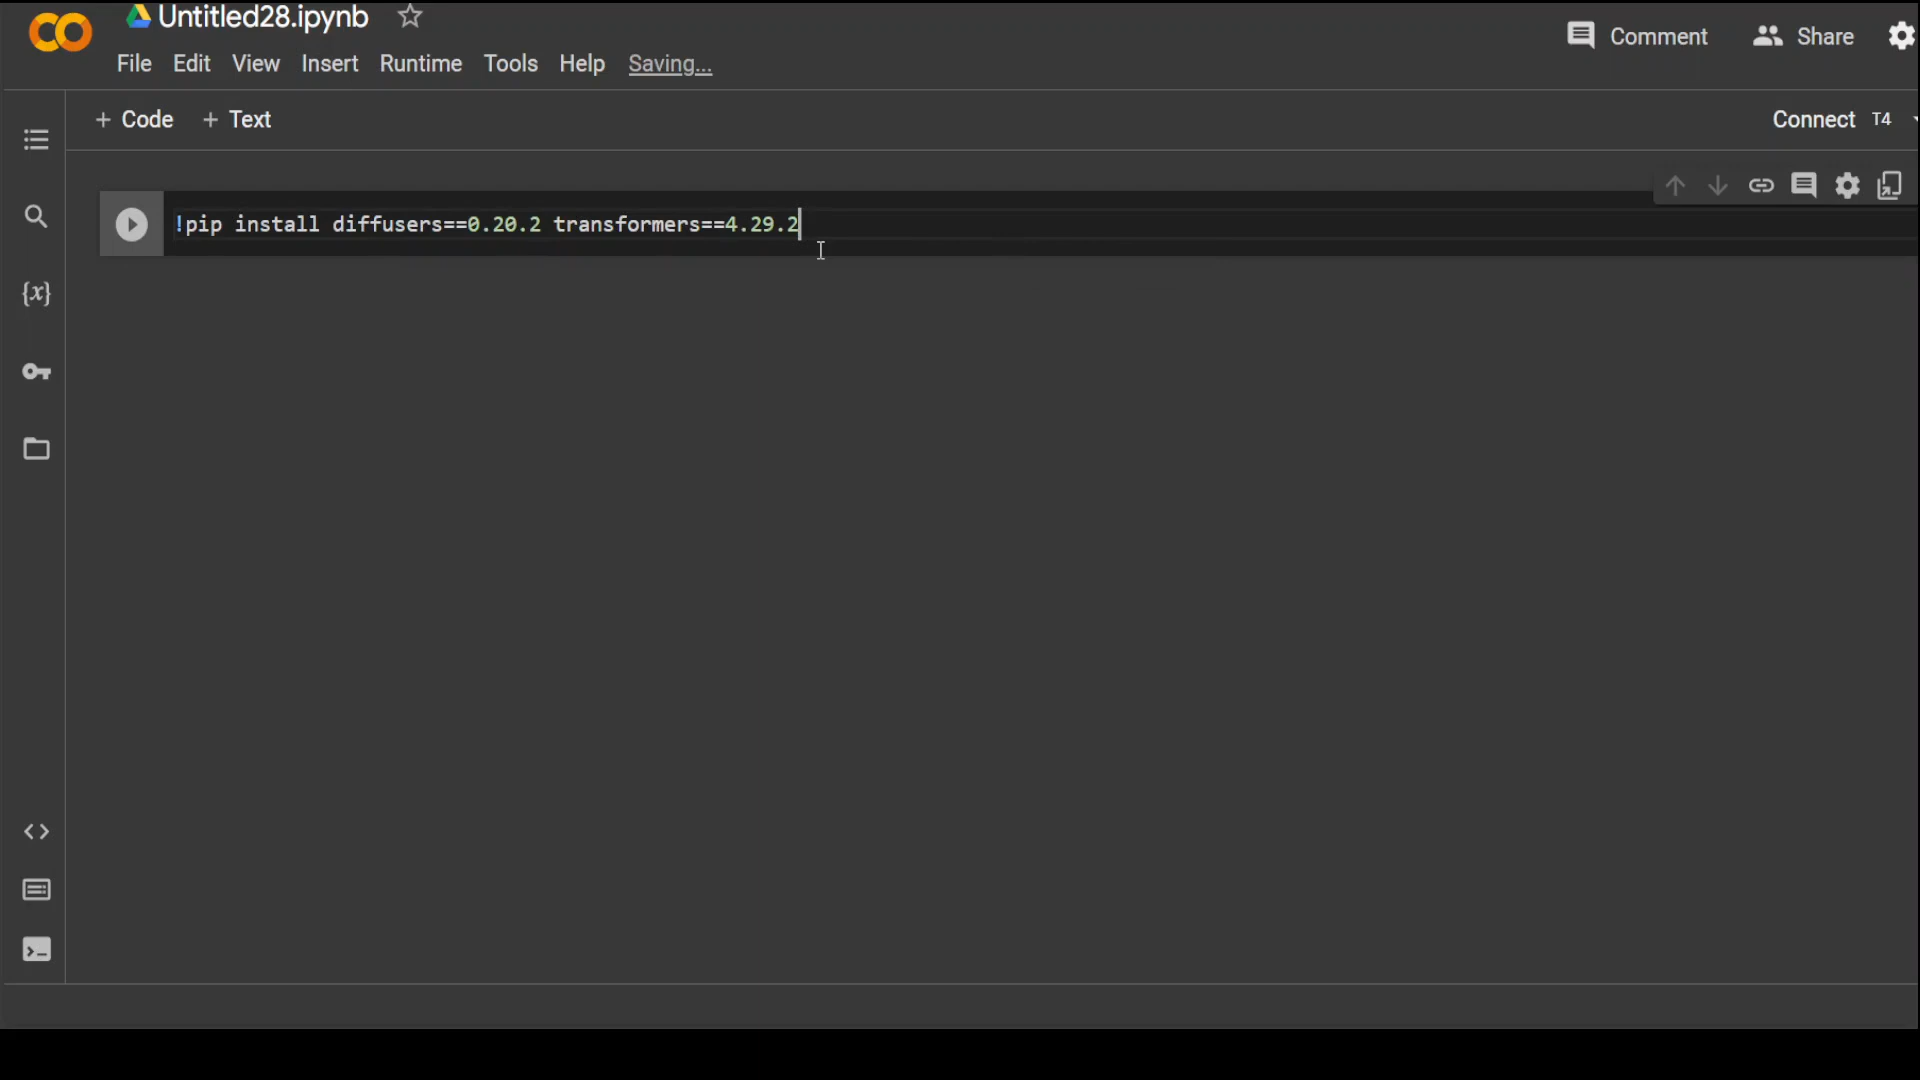 Untitled28.ipynb
File Edit View Insert Runtime Tools Help Saving...
Comment Share
+ Code + Text
Connect T4
{x}
!pip install diffusers==0.20.2 transformers==4.29.2